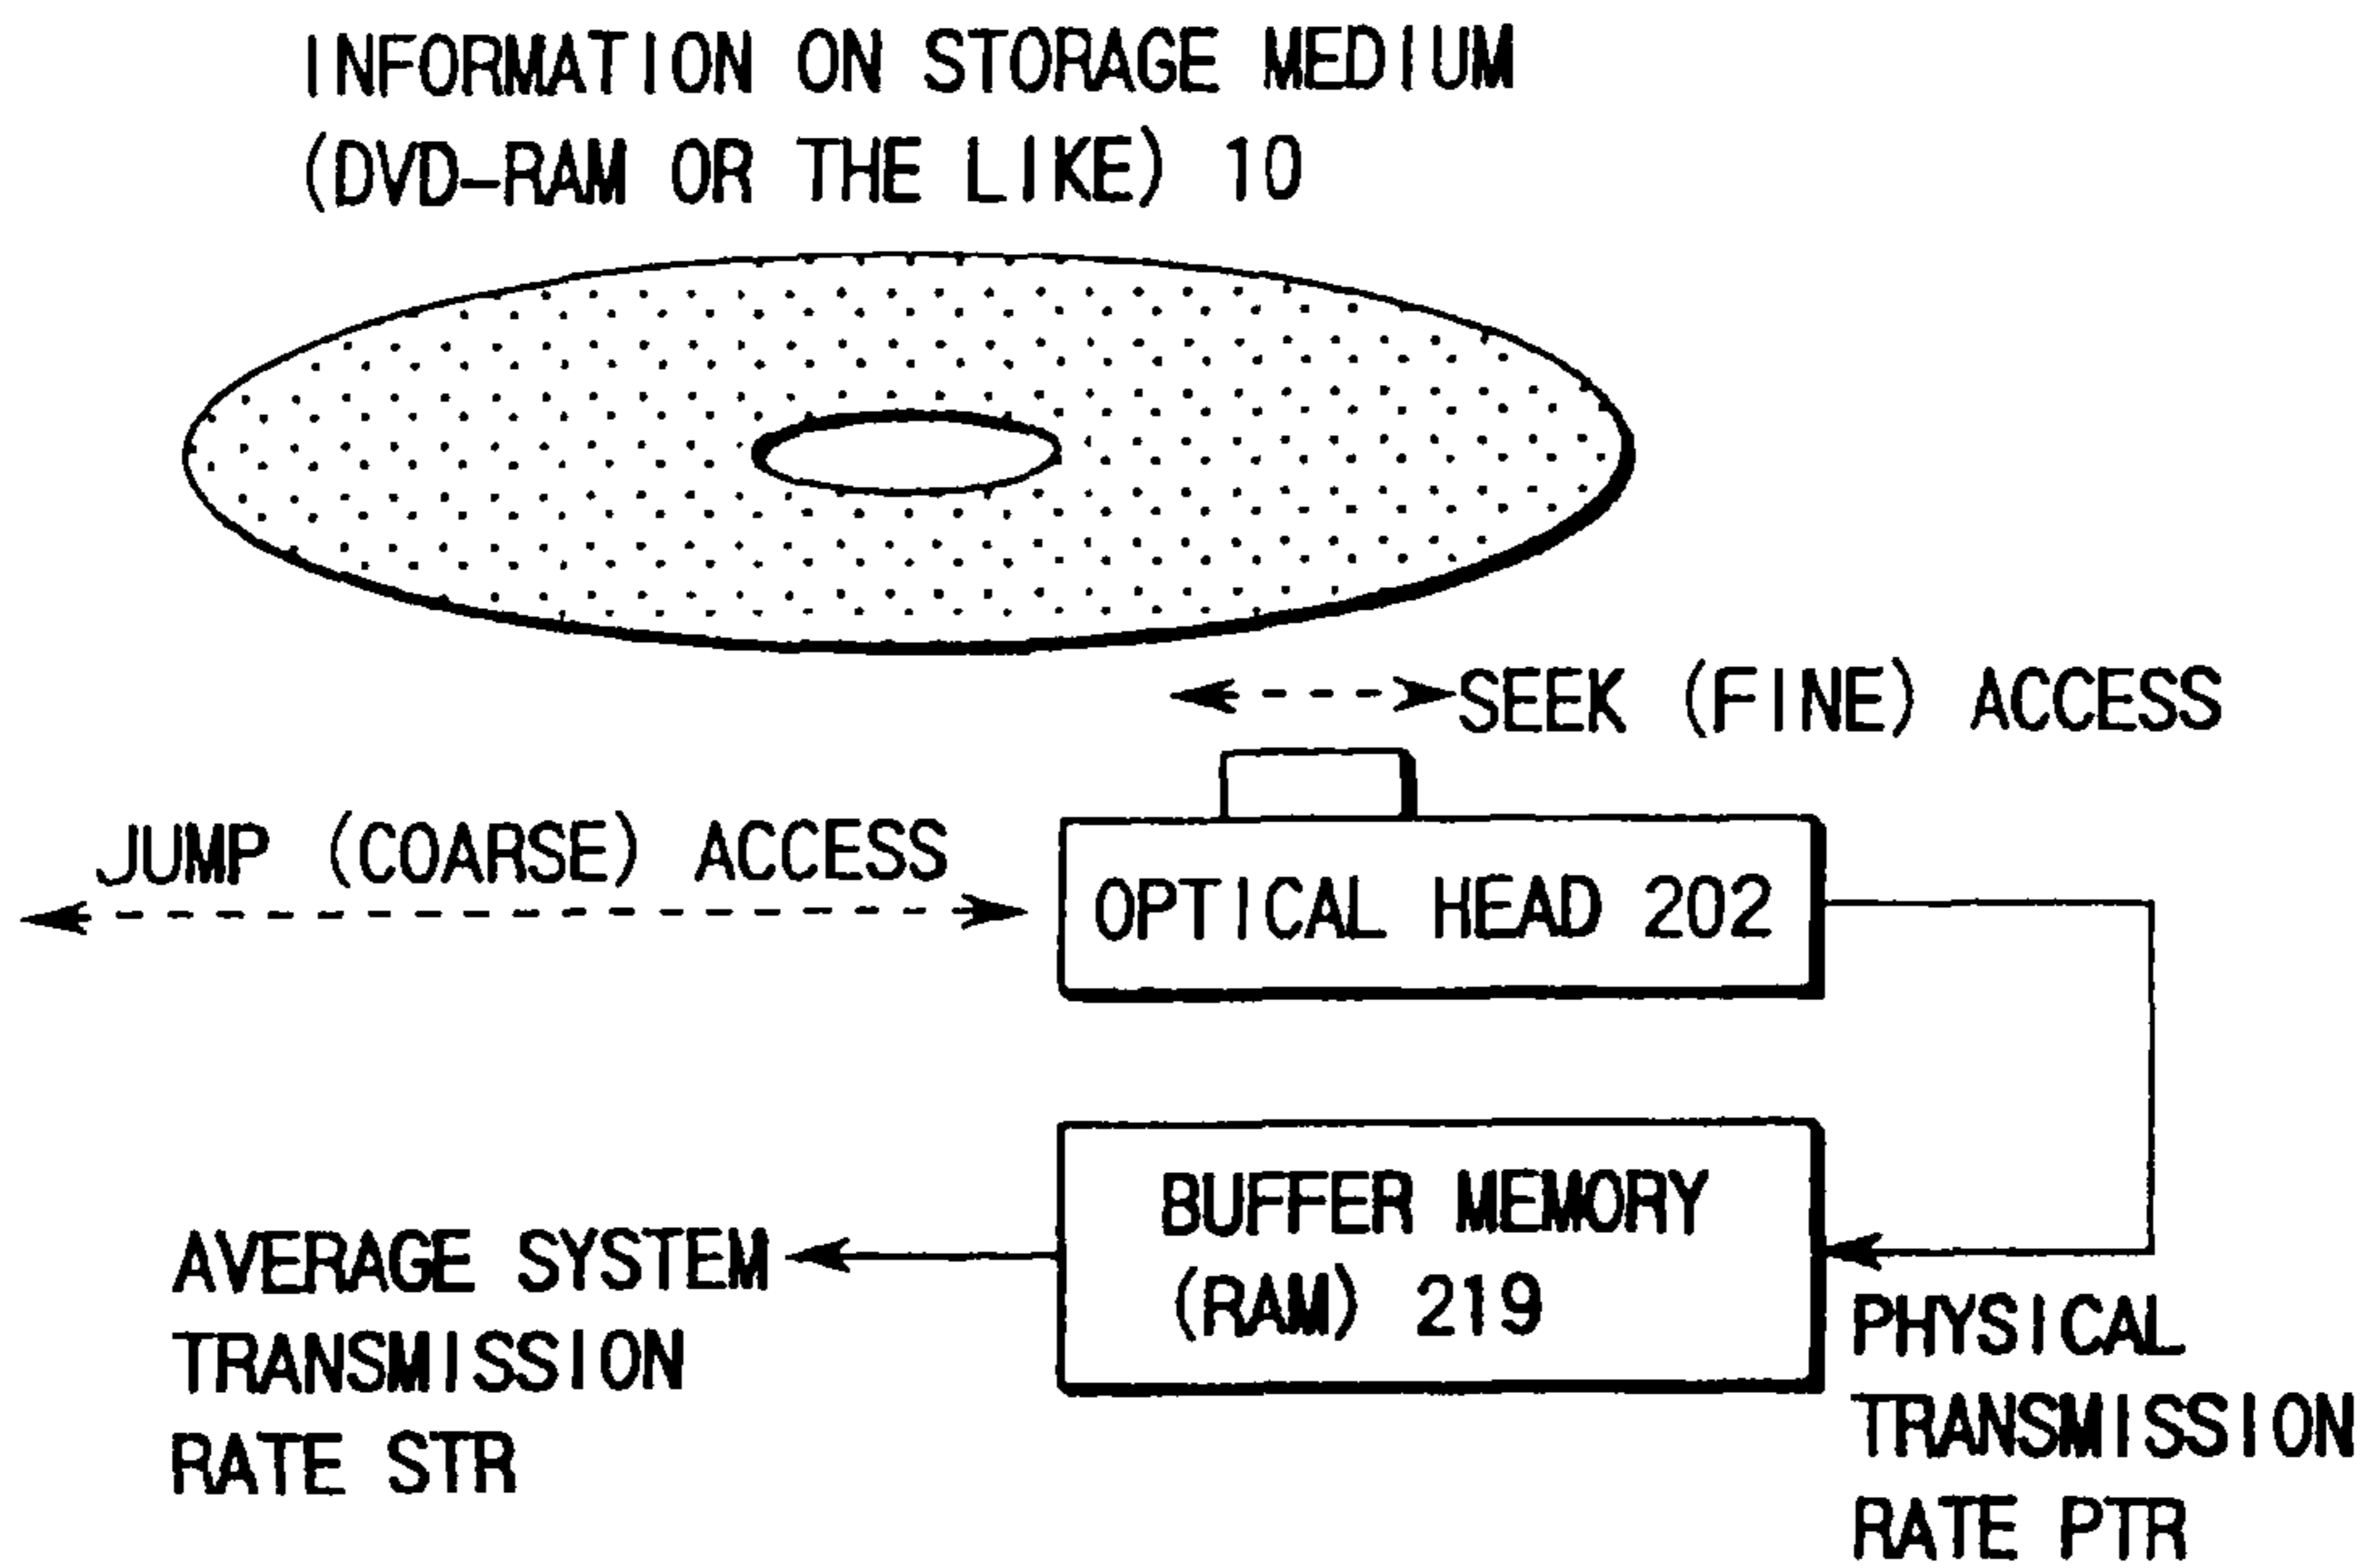 INFORMATION ON STORAGE MEDIUM
(DVD-RAM OR THE LIKE) 10
SEEK (FINE) ACCESS
JUMP (COARSE) ACCESS
OPTICAL HEAD 202
BUFFER MEMORY
(RAM) 219
AVERAGE SYSTEM
TRANSMISSION
RATE STR
PHYSICAL
TRANSMISSION
RATE PTR